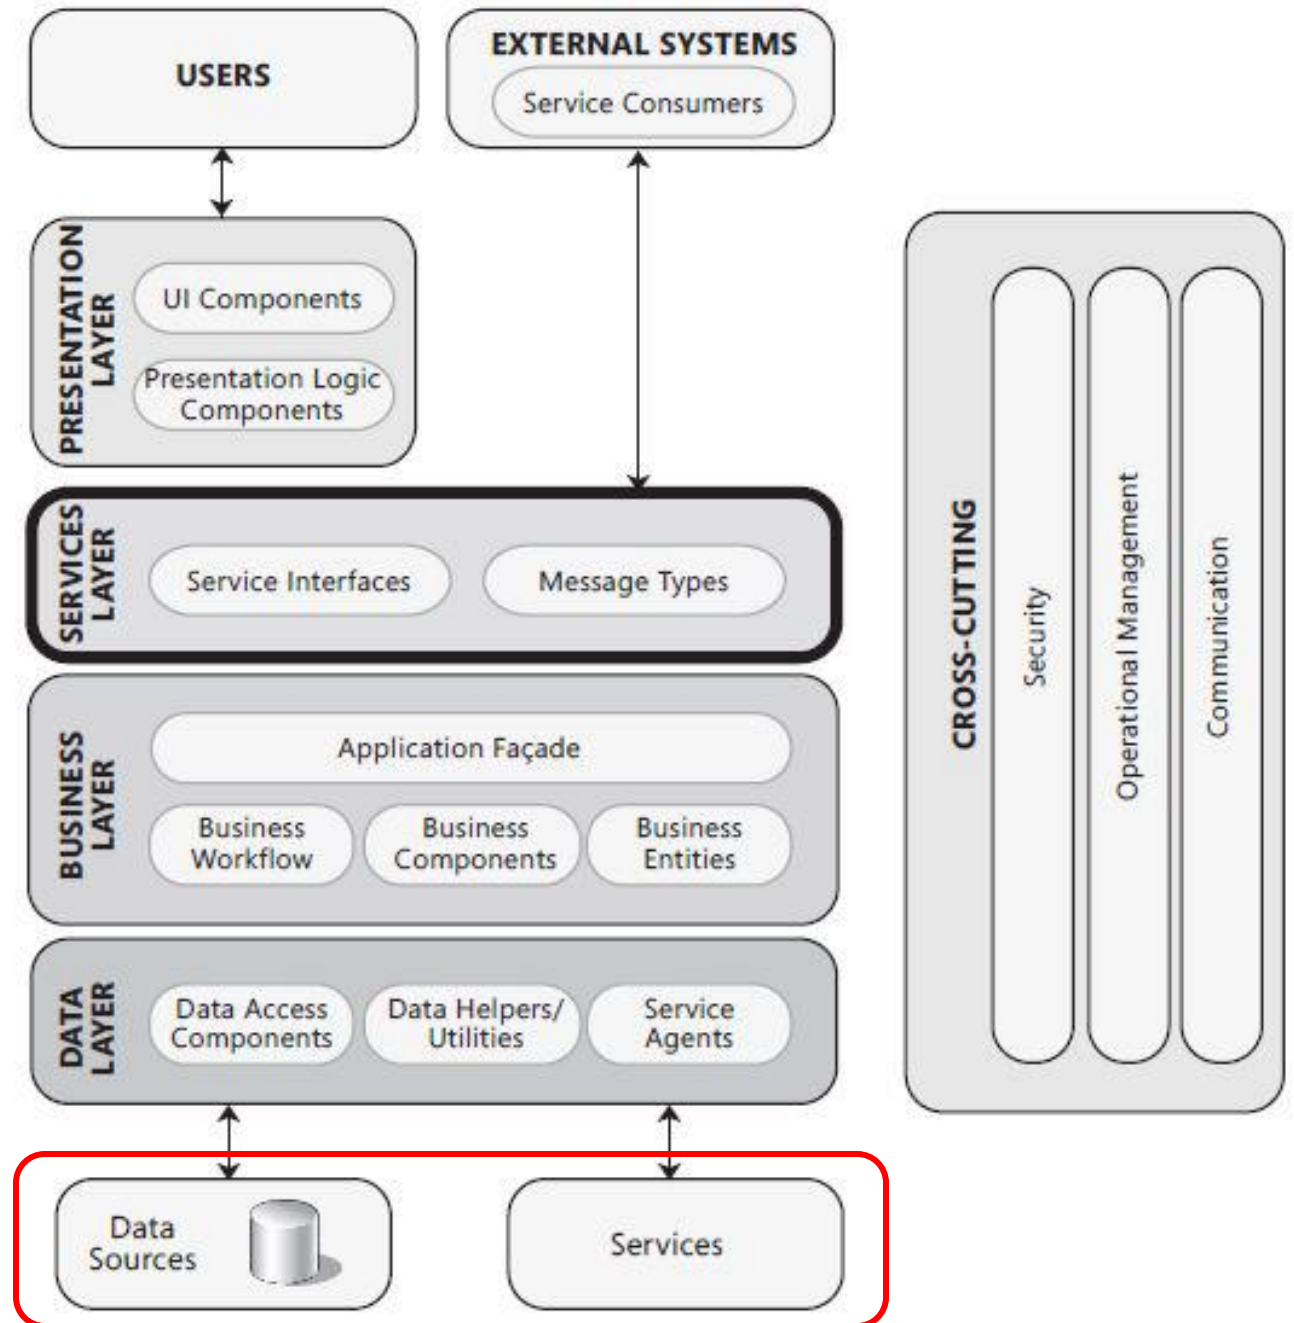 USERS
EXTERNAL SYSTEMS
Service Consumers
PRESENTATION
LAYER
UI Components
Presentation Logic
Components
SERVICES
LAYER
Service Interfaces
Message Types
BUSINESS
LAYER
Application Façade
Business
Workflow
Business
Components
Business
Entities
DATA
LAYER
Data Access
Components
Data Helpers/
Utilities
Service
Agents
Data
Sources
Services
CROSS-CUTTING
Security
Operational Management
Communication